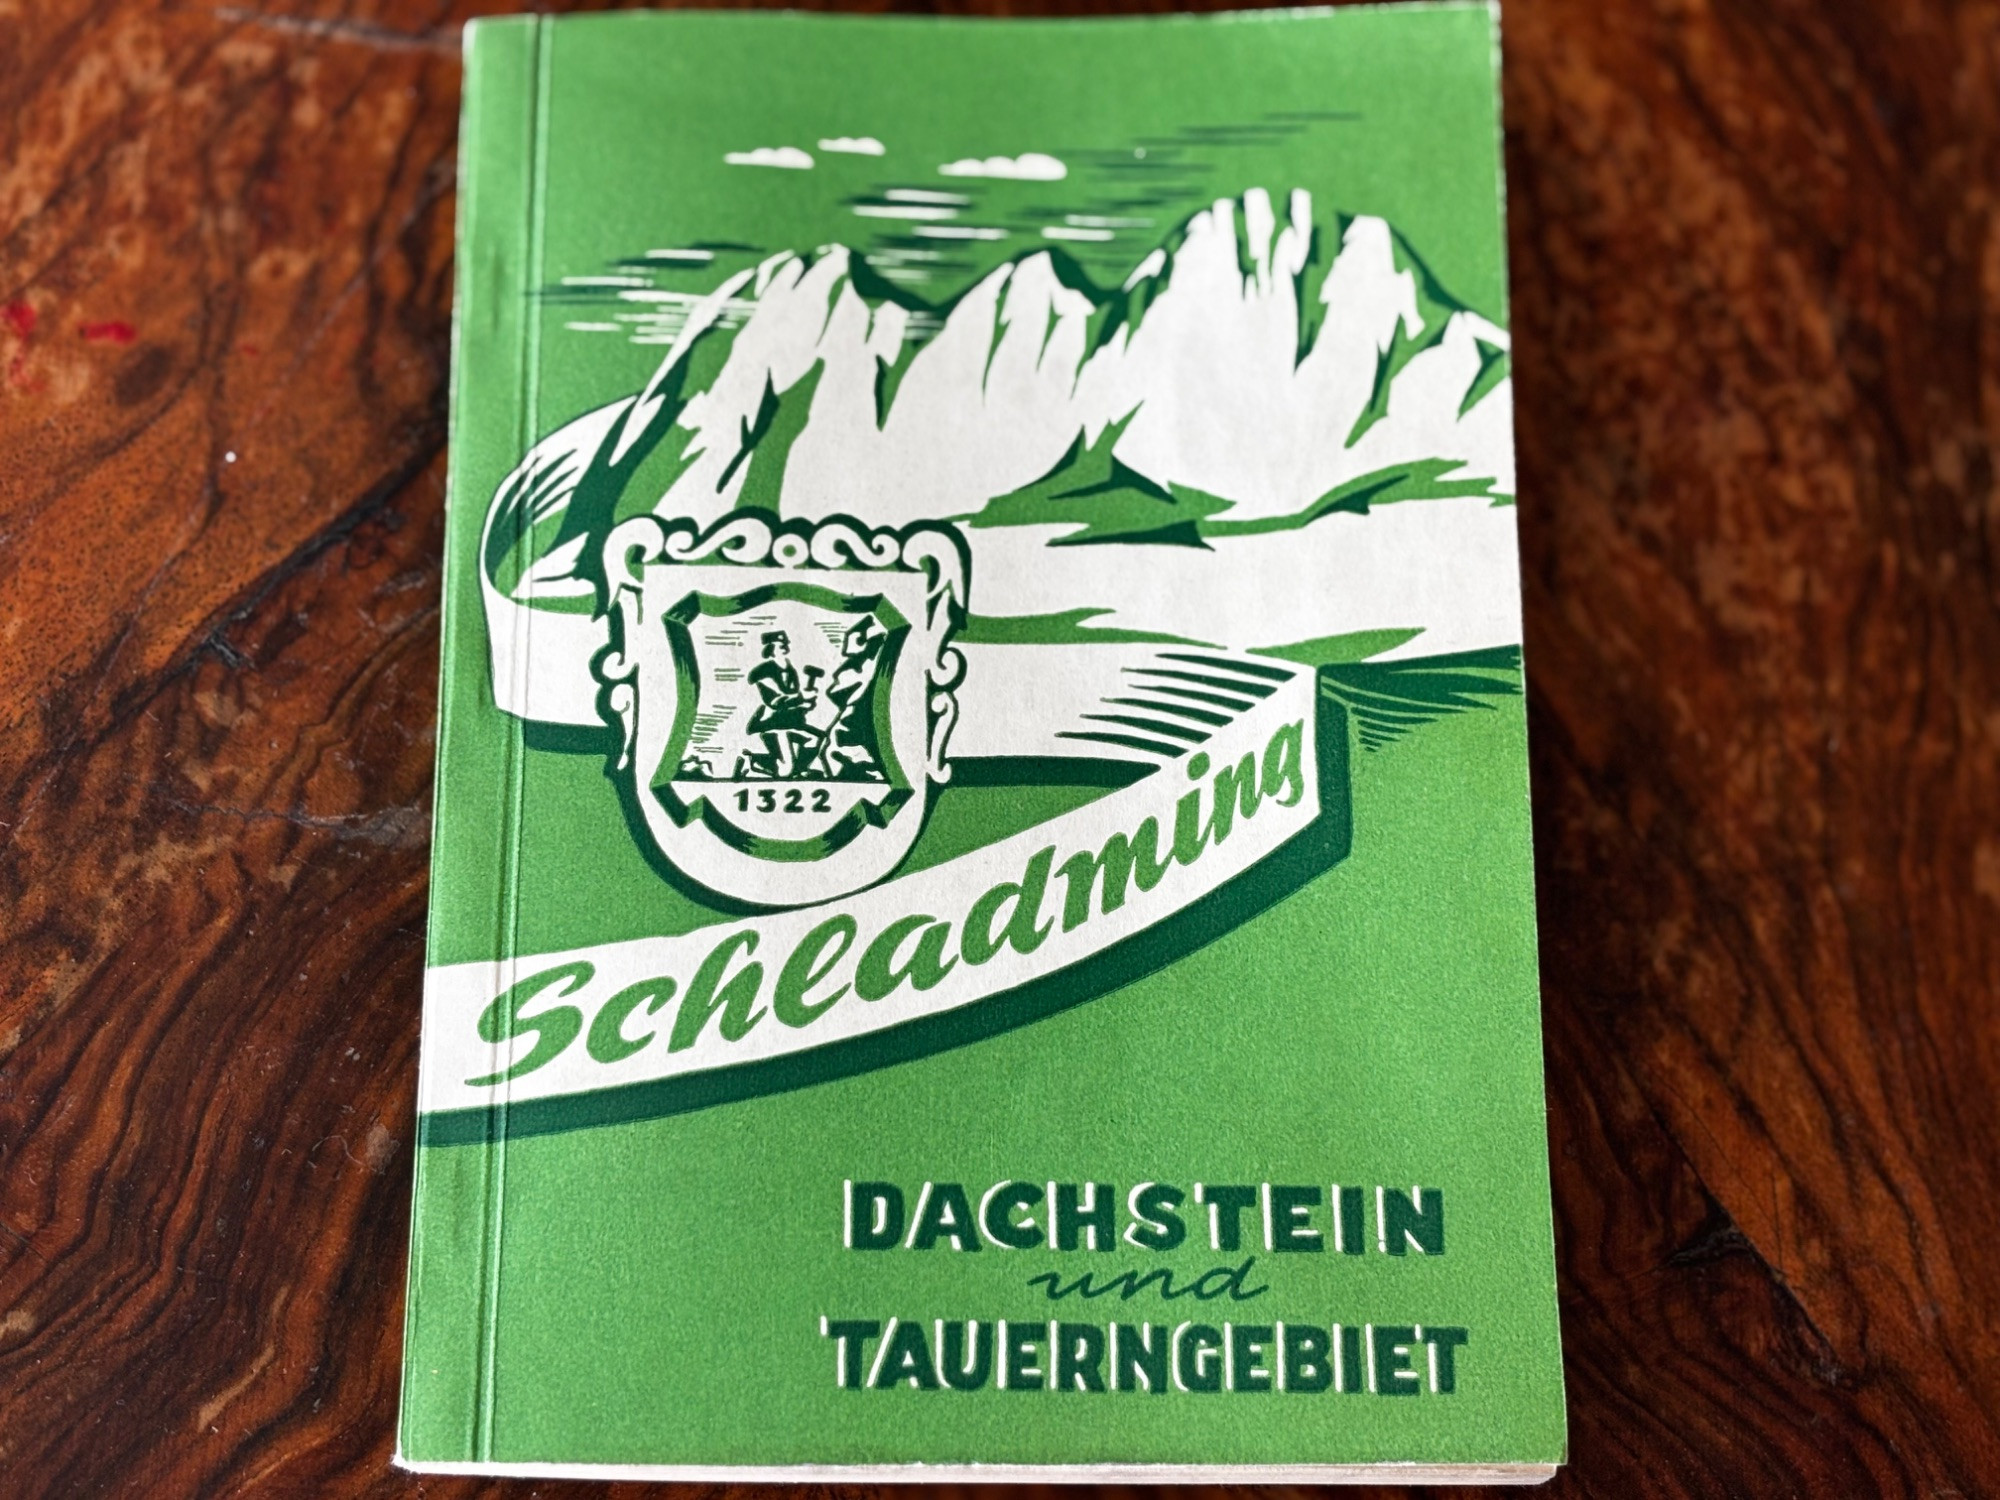 1322
Schladming
DACHSTEIN
und
TAUERNGEBIET